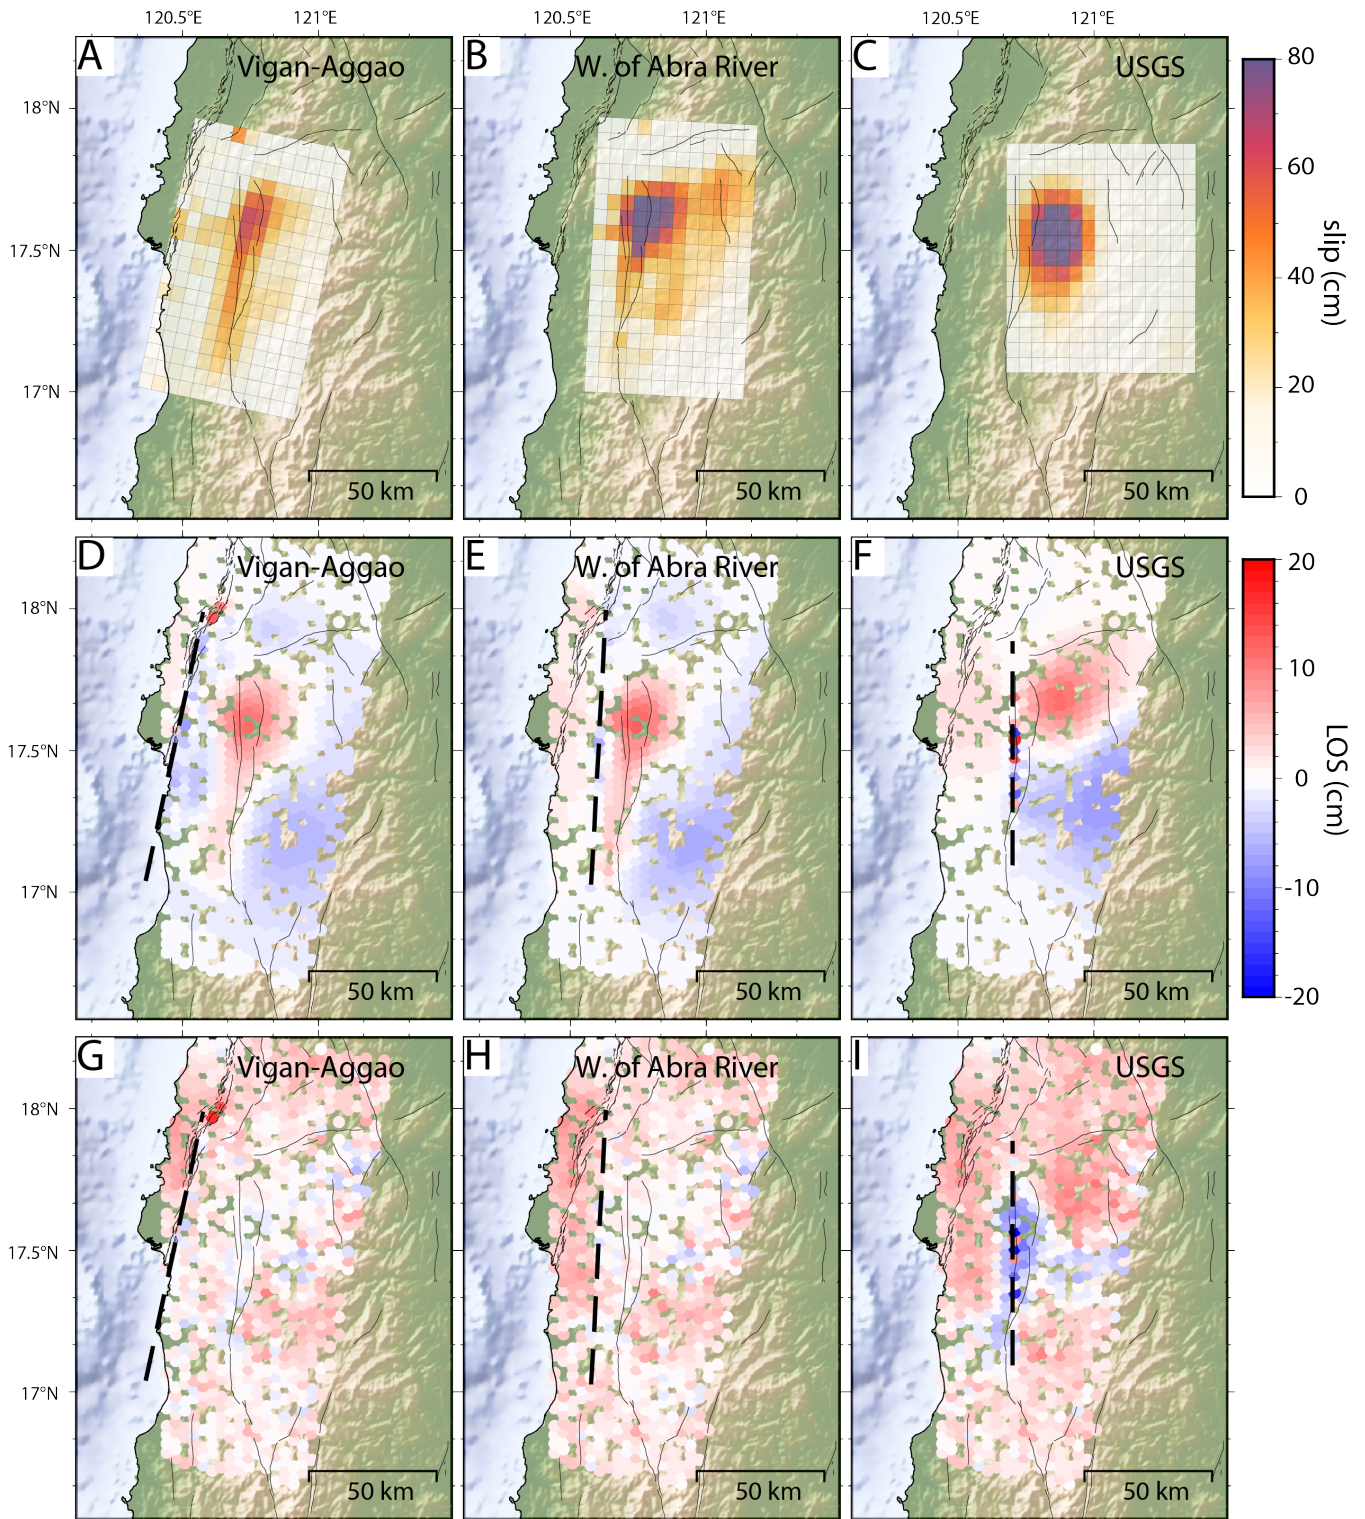 120.5°E 121°E 120.5°E 121°E 120.5°E 121°E
A Vigan-Aggao B W. of Abra River C USGS
80
18°N
60
slip (cm)
17.5°N
40
17°N
20
50 km 50 km 50 km
0
D Vigan-Aggao E W. of Abra River F USGS
20
18°N
10
17.5°N
LOS (cm)
0
17°N
-10
50 km 50 km 50 km
-20
G Vigan-Aggao H W. of Abra River I USGS
18°N
17.5°N
17°N
50 km 50 km 50 km